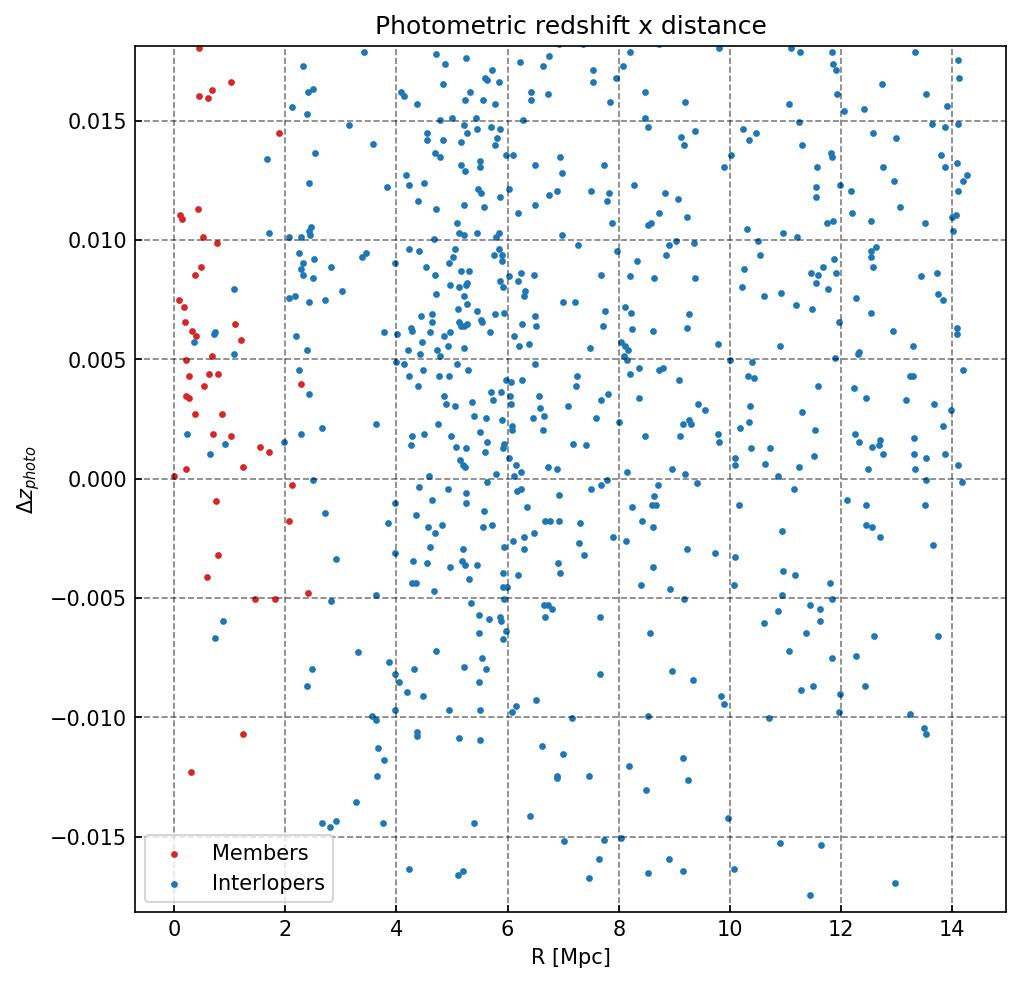 Photometric redshift x distance
0.015
0.010
0.005
0.000
−0.005
−0.010
−0.015
Δz_photo
Members
Interlopers
0 2 4 6 8 10 12 14
R [Mpc]